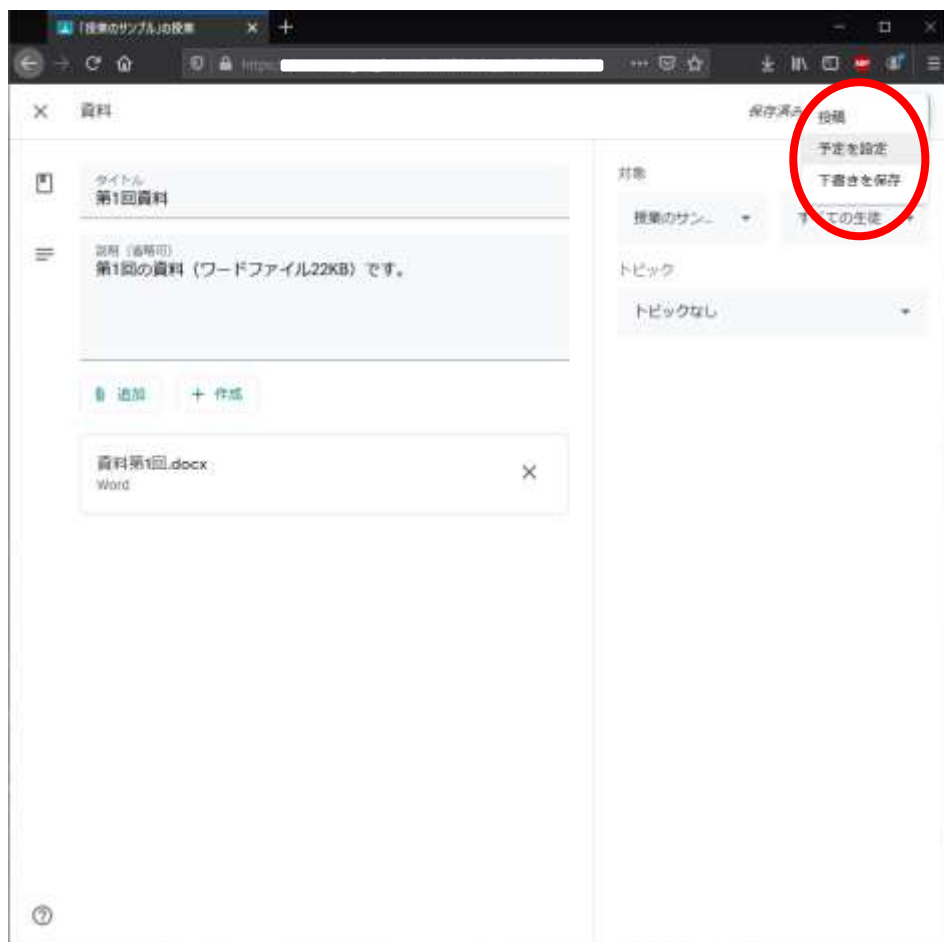 「授業のサンプル」の授業
資料
保存済み
投稿
予定を設定
下書きを保存
タイトル
第1回資料
説明（省略可）
第1回の資料（ワードファイル22KB）です。
追加
作成
資料第1回.docx
Word
対象
授業のサン...
すべての生徒
トピック
トピックなし